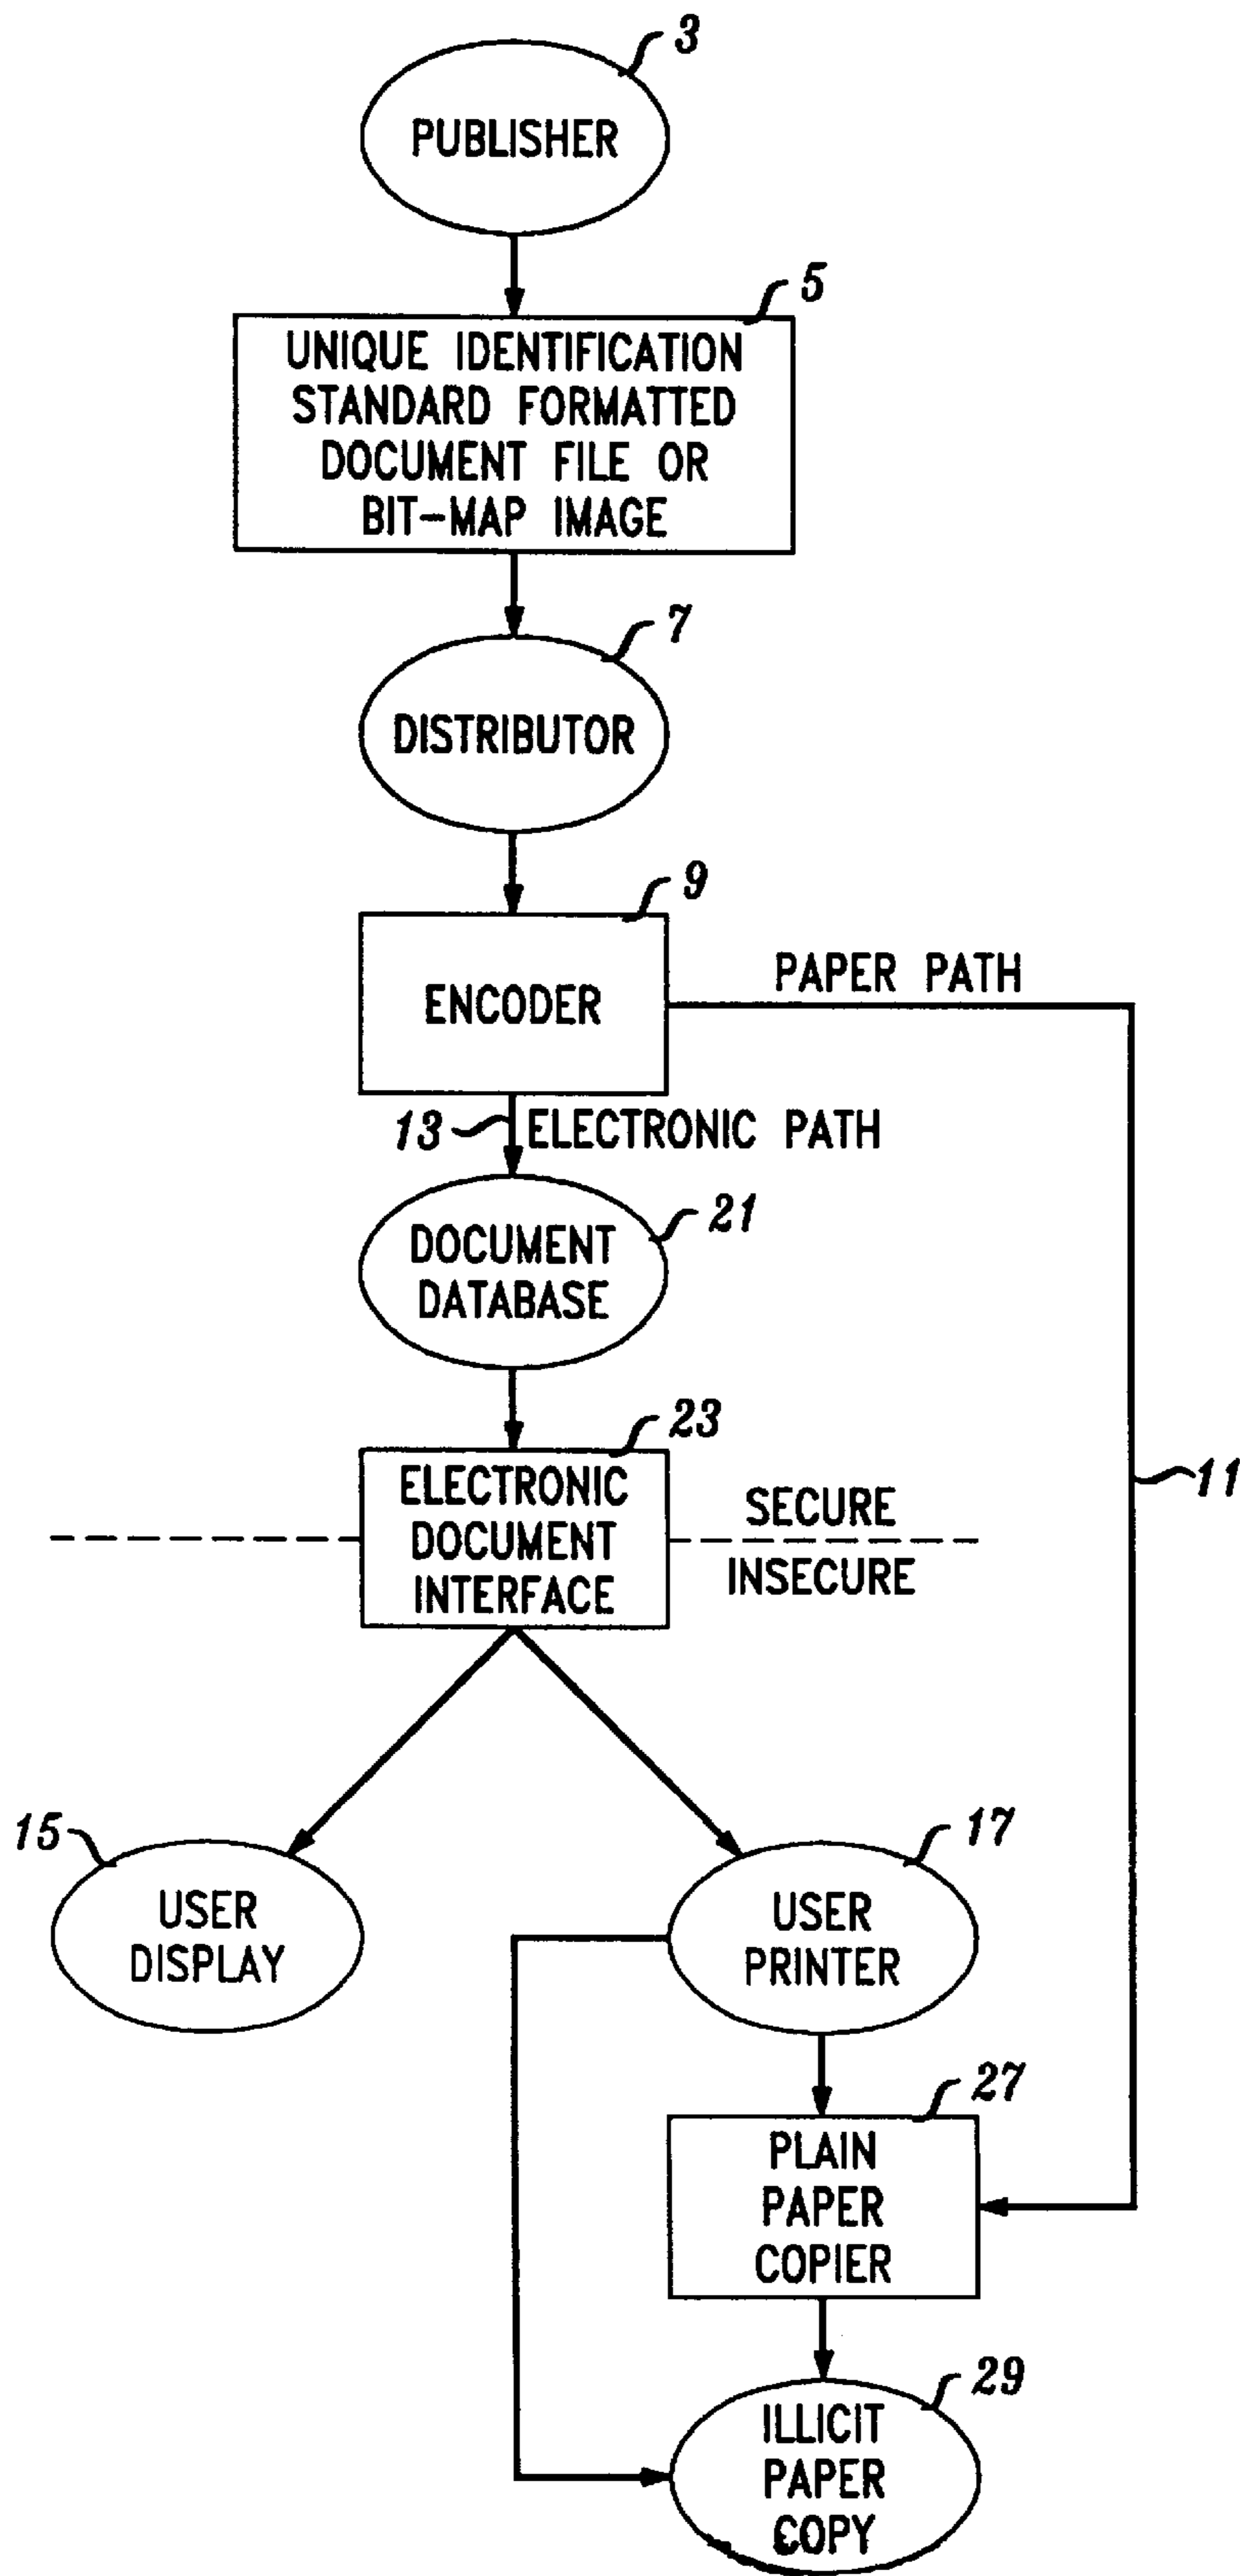 3
PUBLISHER
5
UNIQUE IDENTIFICATION
STANDARD FORMATTED
DOCUMENT FILE OR
BIT-MAP IMAGE
7
DISTRIBUTOR
9
ENCODER
PAPER PATH
13
ELECTRONIC PATH
21
DOCUMENT
DATABASE
23
ELECTRONIC
DOCUMENT
INTERFACE
SECURE
INSECURE
11
15
USER
DISPLAY
17
USER
PRINTER
27
PLAIN
PAPER
COPIER
29
ILLICIT
PAPER
COPY